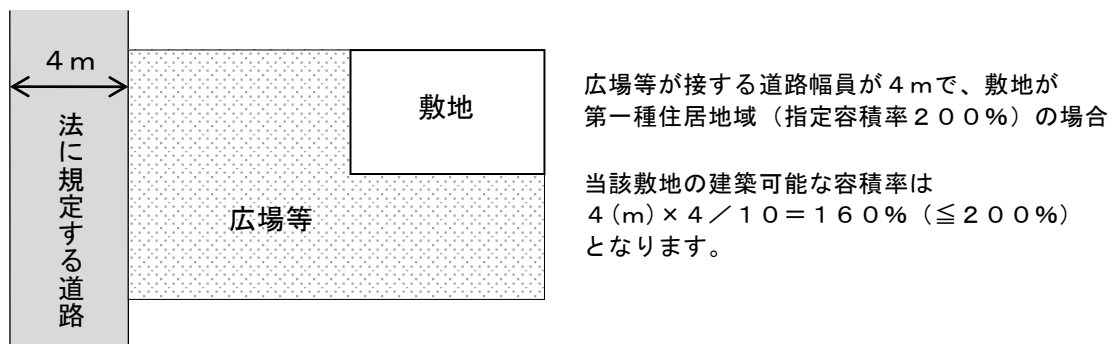 ４ｍ
法に規定する道路
敷地
広場等
広場等が接する道路幅員が４ｍで、敷地が
第一種住居地域（指定容積率２００％）の場合
当該敷地の建築可能な容積率は
４(ｍ)×４／１０＝１６０％（≦２００％）
となります。